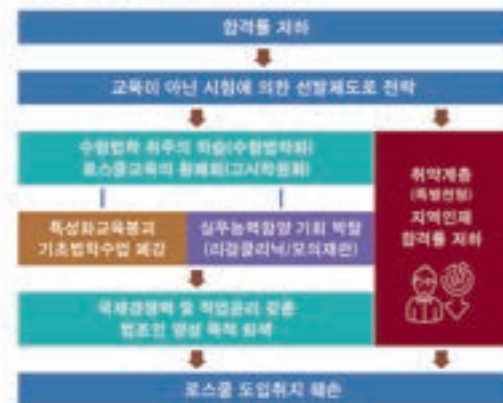 합격률 저하
교육이 아닌 시험에 의한 선발제도로 전락
수험법학 위주의 학습(수험법학화)
로스쿨교육의 황폐화(고시학원화)
특성화교육붕괴
기초법학수업 폐강
실무능력함양 기회 박탈
(리걸클리닉/모의재판)
취약계층
(특별전형)
지역인재
합격률 저하
국제경쟁력 및 직업윤리 갖춘
법조인 양성 목적 퇴색
로스쿨 도입취지 훼손